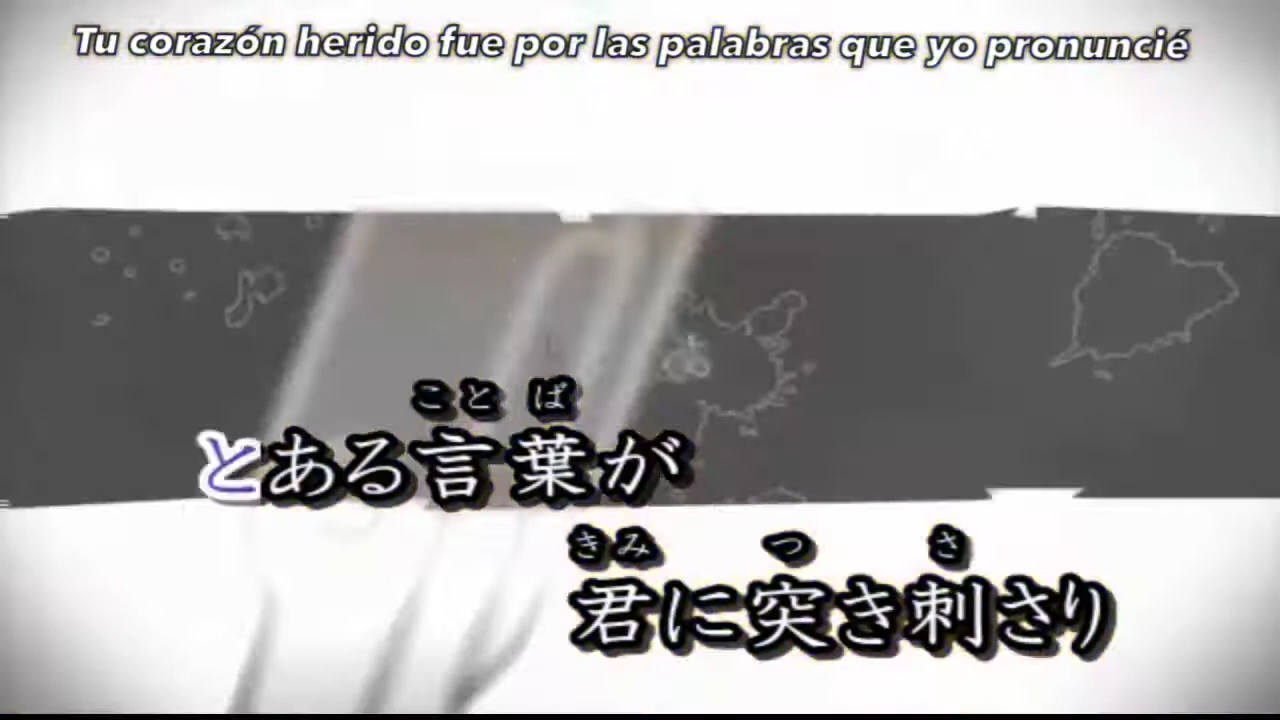 Tu corazón herido fue por las palabras que yo pronuncié
こと ば
とある言葉が
きみ つ さ
君に突き刺さり